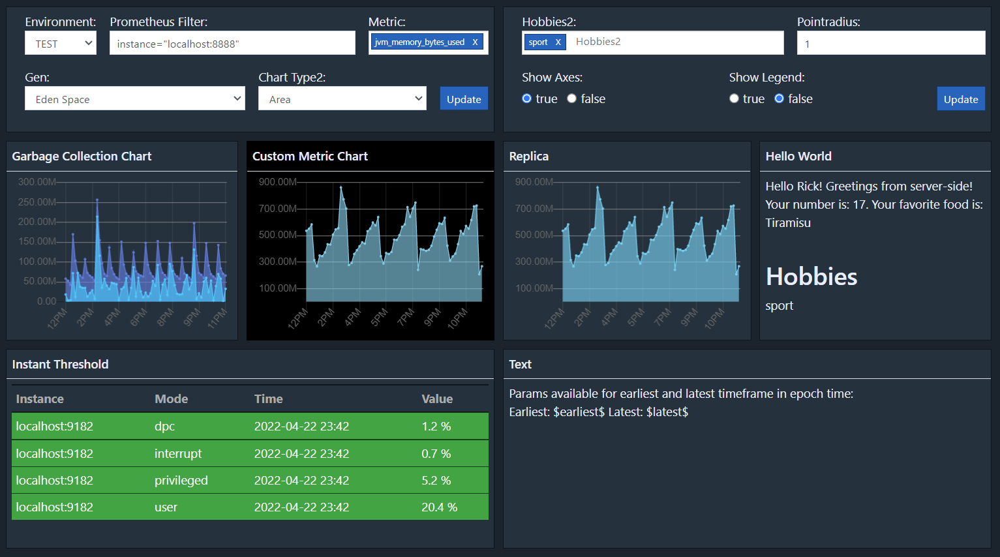 Environment: Prometheus Filter: Metric:
TEST instance="localhost:8888" jvm_memory_bytes_used X
Gen: Chart Type2:
Eden Space Area Update
Hobbies2: Pointradius:
sport X Hobbies2 1
Show Axes: Show Legend:
true false true false Update
Garbage Collection Chart
300.00M
250.00M
200.00M
150.00M
100.00M
50.00M
0.00
12PM 2PM 4PM 6PM 8PM 9PM 11PM
Custom Metric Chart
900.00M
700.00M
500.00M
300.00M
100.00M
12PM 2PM 4PM 5PM 7PM 9PM 10PM
Replica
900.00M
700.00M
500.00M
300.00M
100.00M
12PM 2PM 4PM 5PM 7PM 9PM 10PM
Hello World
Hello Rick! Greetings from server-side!
Your number is: 17. Your favorite food is:
Tiramisu
Hobbies
sport
Instant Threshold
Instance Mode Time Value
localhost:9182 dpc 2022-04-22 23:42 1.2 %
localhost:9182 interrupt 2022-04-22 23:42 0.7 %
localhost:9182 privileged 2022-04-22 23:42 5.2 %
localhost:9182 user 2022-04-22 23:42 20.4 %
Text
Params available for earliest and latest timeframe in epoch time:
Earliest: $earliest$ Latest: $latest$